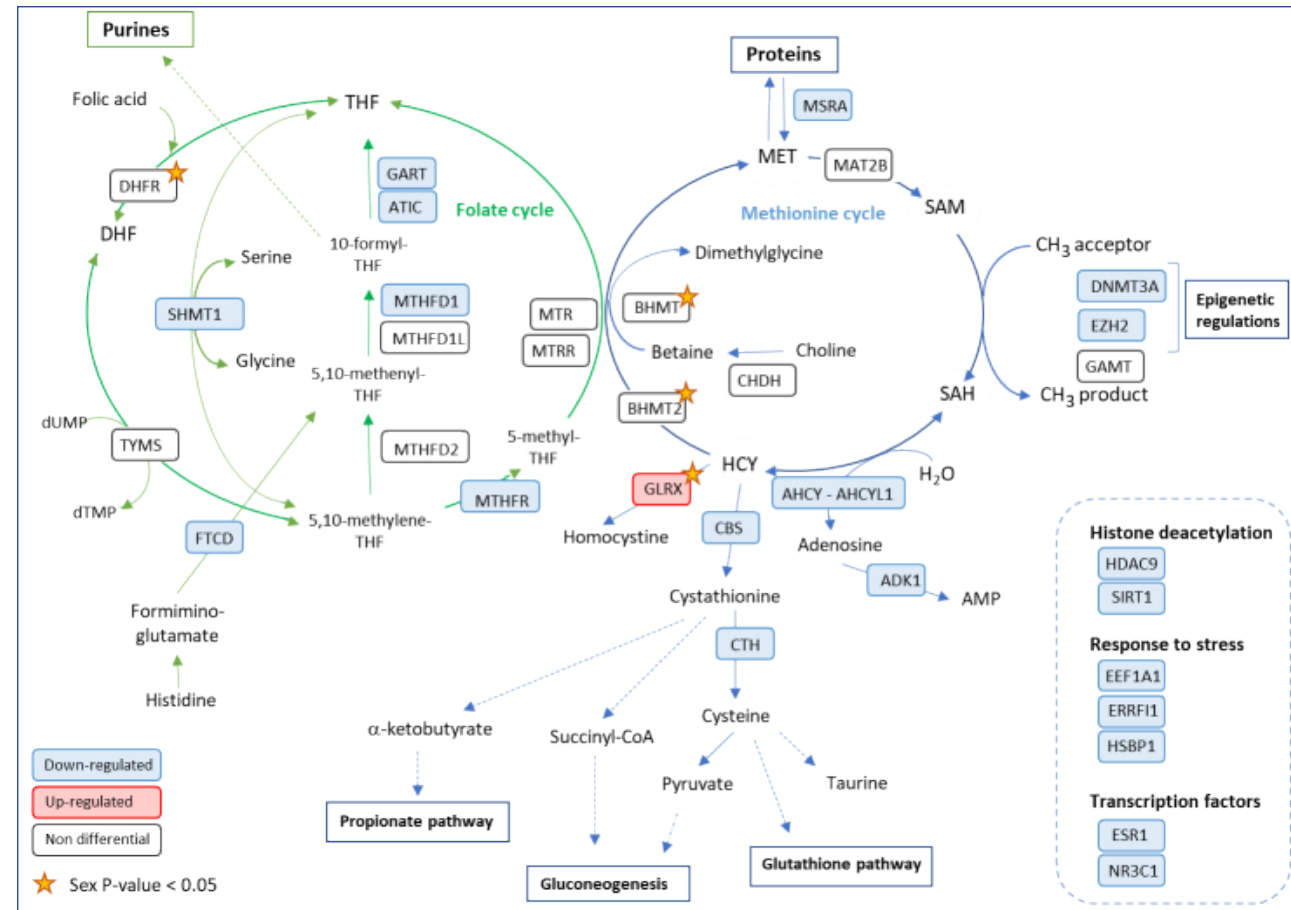 Purines
Folic acid
THF
DHFR
DHF
GART
ATIC
Folate cycle
10-formyl-
THF
Serine
SHMT1
Glycine
MTHFD1
MTHFD1L
5,10-methenyl-
THF
MTHFD2
dUMP
TYMS
dTMP
5,10-methylene-
THF
MTHFR
5-methyl-
THF
MTR
MTRR
FTCD
Formimino-
glutamate
Histidine
Proteins
MSRA
MET
MAT2B
SAM
Methionine cycle
Dimethylglycine
BHMT
Betaine
Choline
CHDH
BHMT2
CH3 acceptor
DNMT3A
EZH2
GAMT
Epigenetic
regulations
CH3 product
SAH
HCY
H2O
GLRX
Homocystine
CBS
AHCY - AHCYL1
Adenosine
ADK1
AMP
Cystathionine
CTH
Cysteine
α-ketobutyrate
Succinyl-CoA
Pyruvate
Taurine
Propionate pathway
Gluconeogenesis
Glutathione pathway
Histone deacetylation
HDAC9
SIRT1
Response to stress
EEF1A1
ERRFI1
HSBP1
Transcription factors
ESR1
NR3C1
Down-regulated
Up-regulated
Non differential
Sex P-value < 0.05